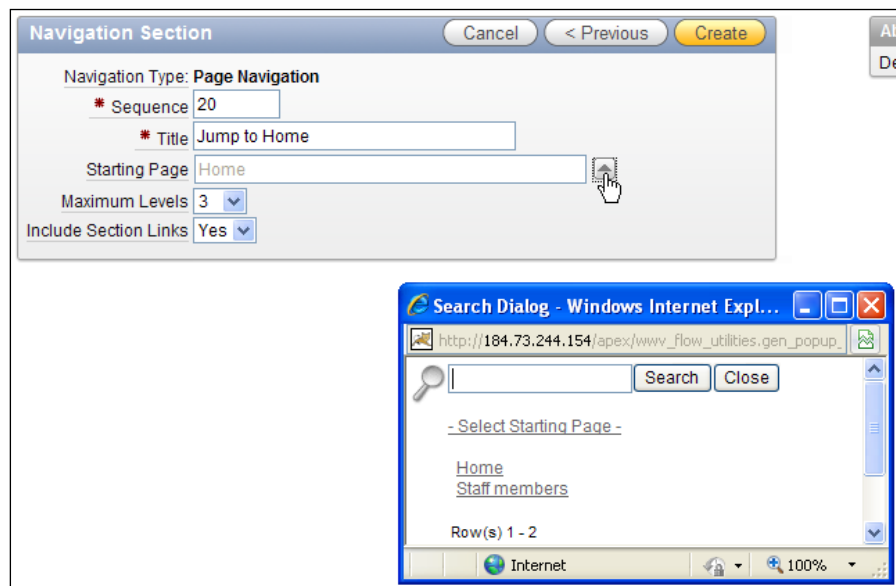 Navigation Section Cancel < Previous Create
Navigation Type: Page Navigation
* Sequence 20
* Title Jump to Home
Starting Page Home
Maximum Levels 3
Include Section Links Yes
Ab
De
Search Dialog - Windows Internet Expl...
http://184.73.244.154/apex/wwv_flow_utilities.gen_popup_
Search Close
- Select Starting Page -
Home
Staff members
Row(s) 1 - 2
Internet 100%